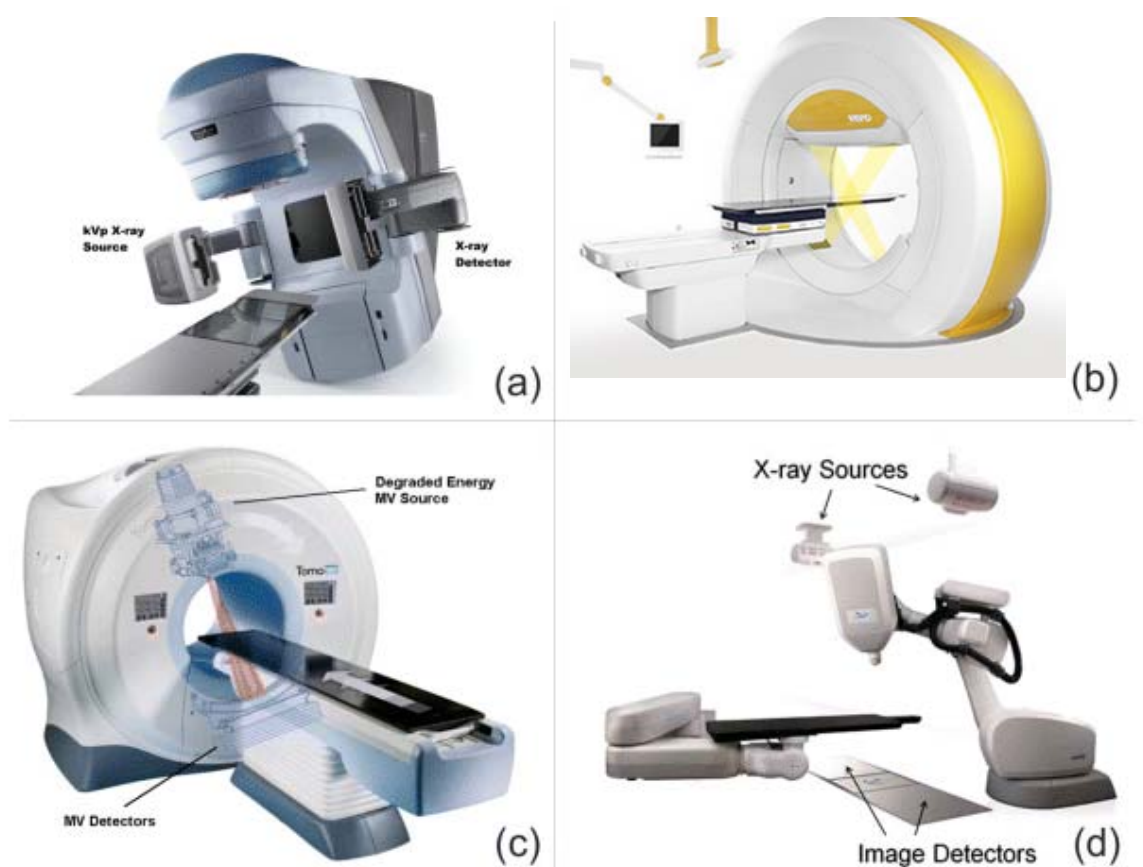 kVp X-ray
Source
X-ray
Detector
(a)
vero
(b)
Degraded Energy
MV Source
Tomo
MV Detectors
(c)
X-ray Sources
Image Detectors
(d)